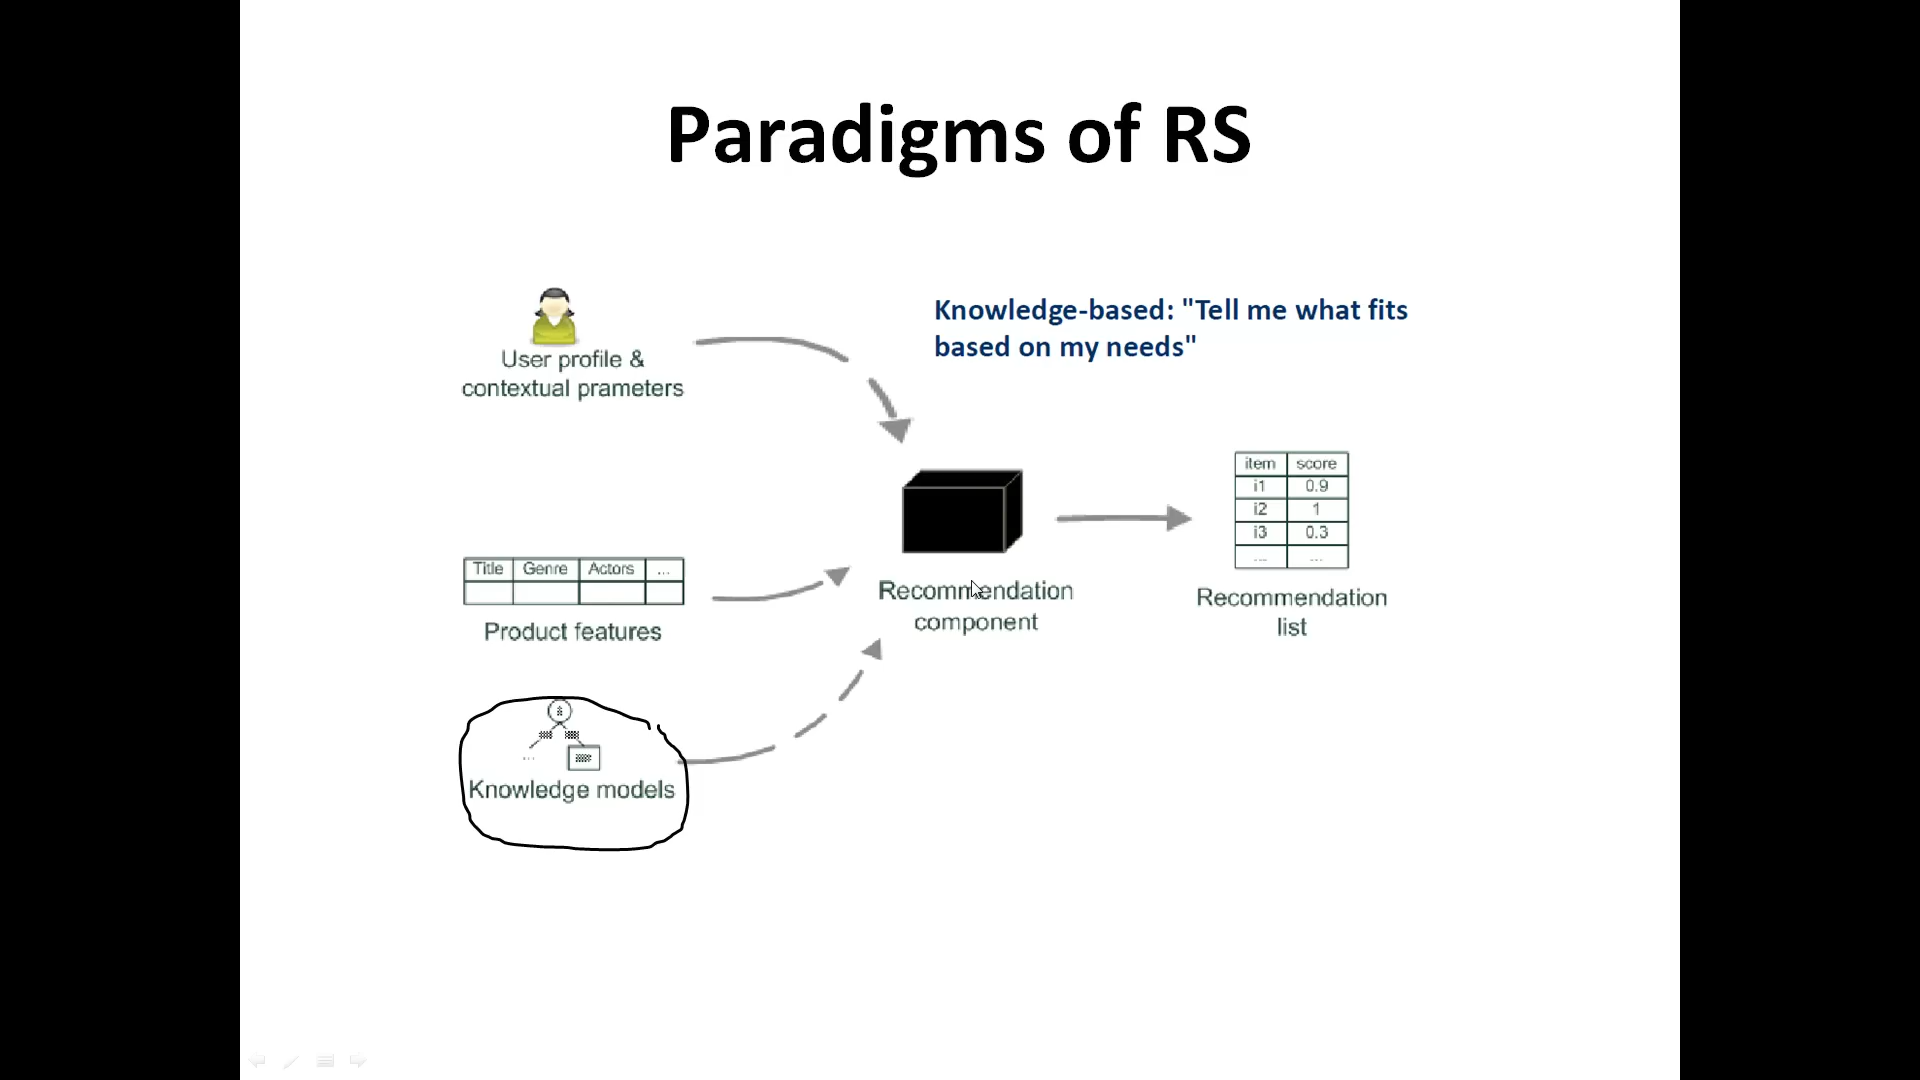 Paradigms of RS
Knowledge-based: "Tell me what fits
based on my needs"
User profile &
contextual prameters
item score
i1 0.9
i2 1
i3 0.3
... ...
Title Genre Actors ...
Recommendation
component
Recommendation
list
Product features
...
Knowledge models